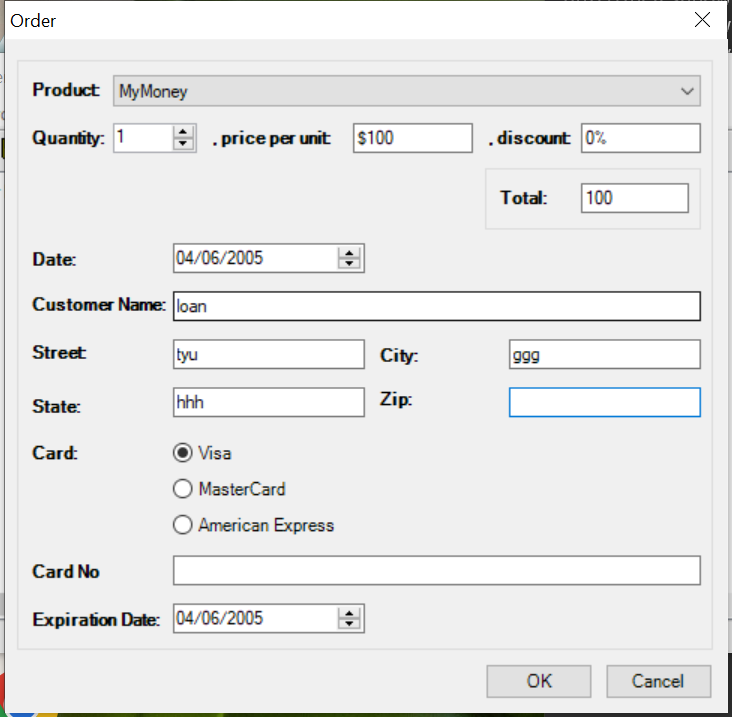 Order
Product: MyMoney
Quantity: 1 . price per unit: $100 . discount: 0%
Total: 100
Date: 04/06/2005
Customer Name: loan
Street: tyu City: ggg
State: hhh Zip:
Card: Visa
MasterCard
American Express
Card No
Expiration Date: 04/06/2005
OK Cancel